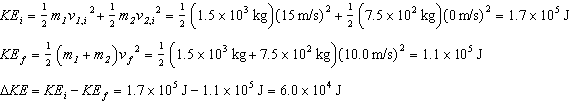 KE_i = 1/2 m_1 v_{1,i}^2 + 1/2 m_2 v_{2,i}^2 = 1/2 (1.5 × 10^3 kg)(15 m/s)^2 + 1/2 (7.5 × 10^2 kg)(0 m/s)^2 = 1.7 × 10^5 J
KE_f = 1/2 (m_1 + m_2) v_f^2 = 1/2 (1.5 × 10^3 kg + 7.5 × 10^2 kg)(10.0 m/s)^2 = 1.1 × 10^5 J
ΔKE = KE_i − KE_f = 1.7 × 10^5 J − 1.1 × 10^5 J = 6.0 × 10^4 J